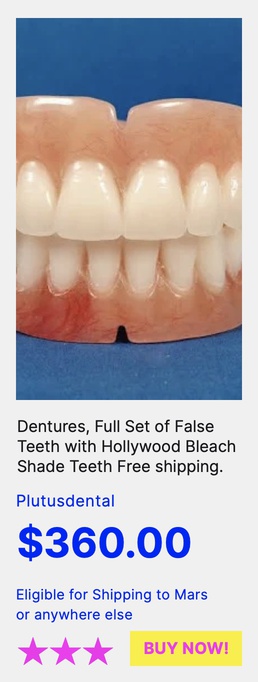 Dentures, Full Set of False
Teeth with Hollywood Bleach
Shade Teeth Free shipping.
Plutusdental
$360.00
Eligible for Shipping to Mars
or anywhere else
BUY NOW!